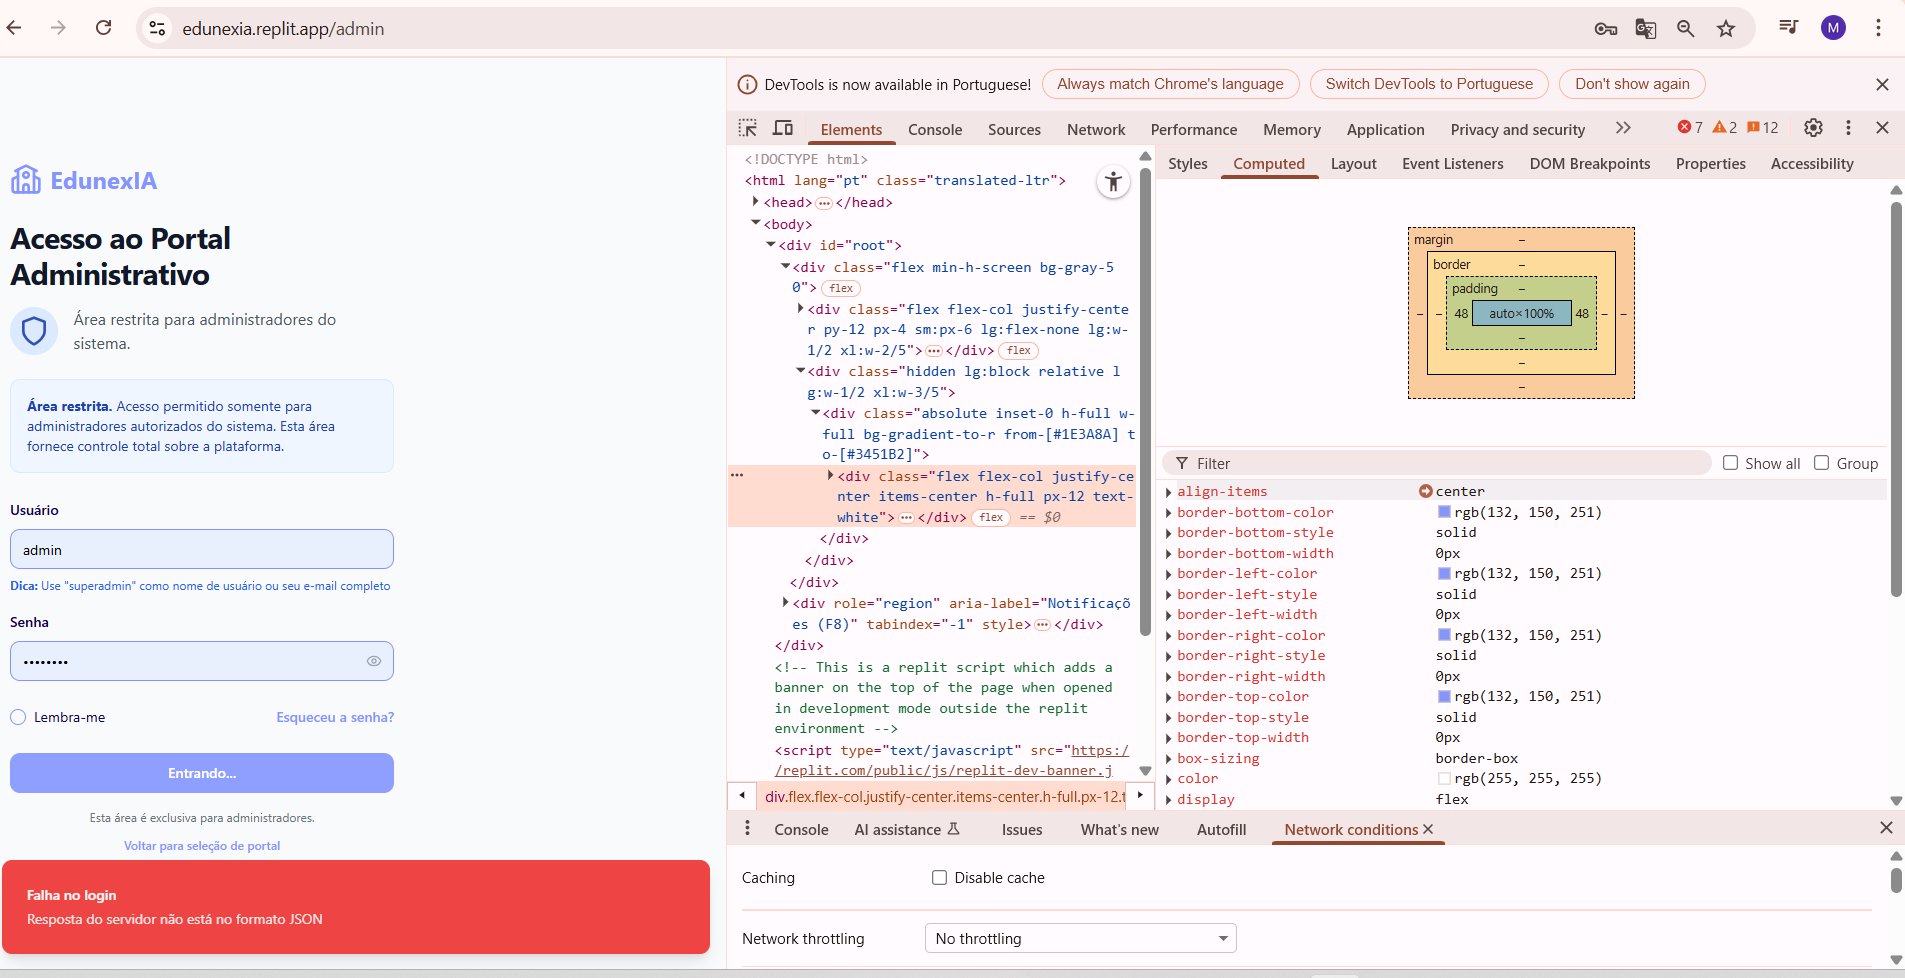 edunexia.replit.app/admin
M
EdunexIA
Acesso ao Portal
Administrativo
Área restrita para administradores do
sistema.
Área restrita. Acesso permitido somente para
administradores autorizados do sistema. Esta área
fornece controle total sobre a plataforma.
Usuário
admin
Dica: Use "superadmin" como nome de usuário ou seu e-mail completo
Senha
••••••••
Lembra-me
Esqueceu a senha?
Entrando...
Esta área é exclusiva para administradores.
Voltar para seleção de portal
Falha no login
Resposta do servidor não está no formato JSON
DevTools is now available in Portuguese!
Always match Chrome's language
Switch DevTools to Portuguese
Don't show again
Elements Console Sources Network Performance Memory Application Privacy and security
7 2 12
<!DOCTYPE html>
<html lang="pt" class="translated-ltr">
<head>…</head>
<body>
<div id="root">
<div class="flex min-h-screen bg-gray-5
0"> flex
<div class="flex flex-col justify-cente
r py-12 px-4 sm:px-6 lg:flex-none lg:w-
1/2 xl:w-2/5">…</div> flex
<div class="hidden lg:block relative l
g:w-1/2 xl:w-3/5">
<div class="absolute inset-0 h-full w-
full bg-gradient-to-r from-[#1E3A8A] t
o-[#3451B2]">
<div class="flex flex-col justify-ce
nter items-center h-full px-12 text-
white">…</div> flex == $0
</div>
</div>
</div>
<div role="region" aria-label="Notificaçõ
es (F8)" tabindex="-1" style>…</div>
</div>
<!-- This is a replit script which adds a
banner on the top of the page when opened
in development mode outside the replit
environment -->
<script type="text/javascript" src="https:/
/replit.com/public/js/replit-dev-banner.j
div.flex.flex-col.justify-center.items-center.h-full.px-12.t
Styles Computed Layout Event Listeners DOM Breakpoints Properties Accessibility
margin –
border –
padding –
– – 48 auto×100% 48 – –
–
–
–
Filter
Show all
Group
align-items center
border-bottom-color rgb(132, 150, 251)
border-bottom-style solid
border-bottom-width 0px
border-left-color rgb(132, 150, 251)
border-left-style solid
border-left-width 0px
border-right-color rgb(132, 150, 251)
border-right-style solid
border-right-width 0px
border-top-color rgb(132, 150, 251)
border-top-style solid
border-top-width 0px
box-sizing border-box
color rgb(255, 255, 255)
display flex
Console AI assistance Issues What's new Autofill Network conditions
Caching
Disable cache
Network throttling
No throttling